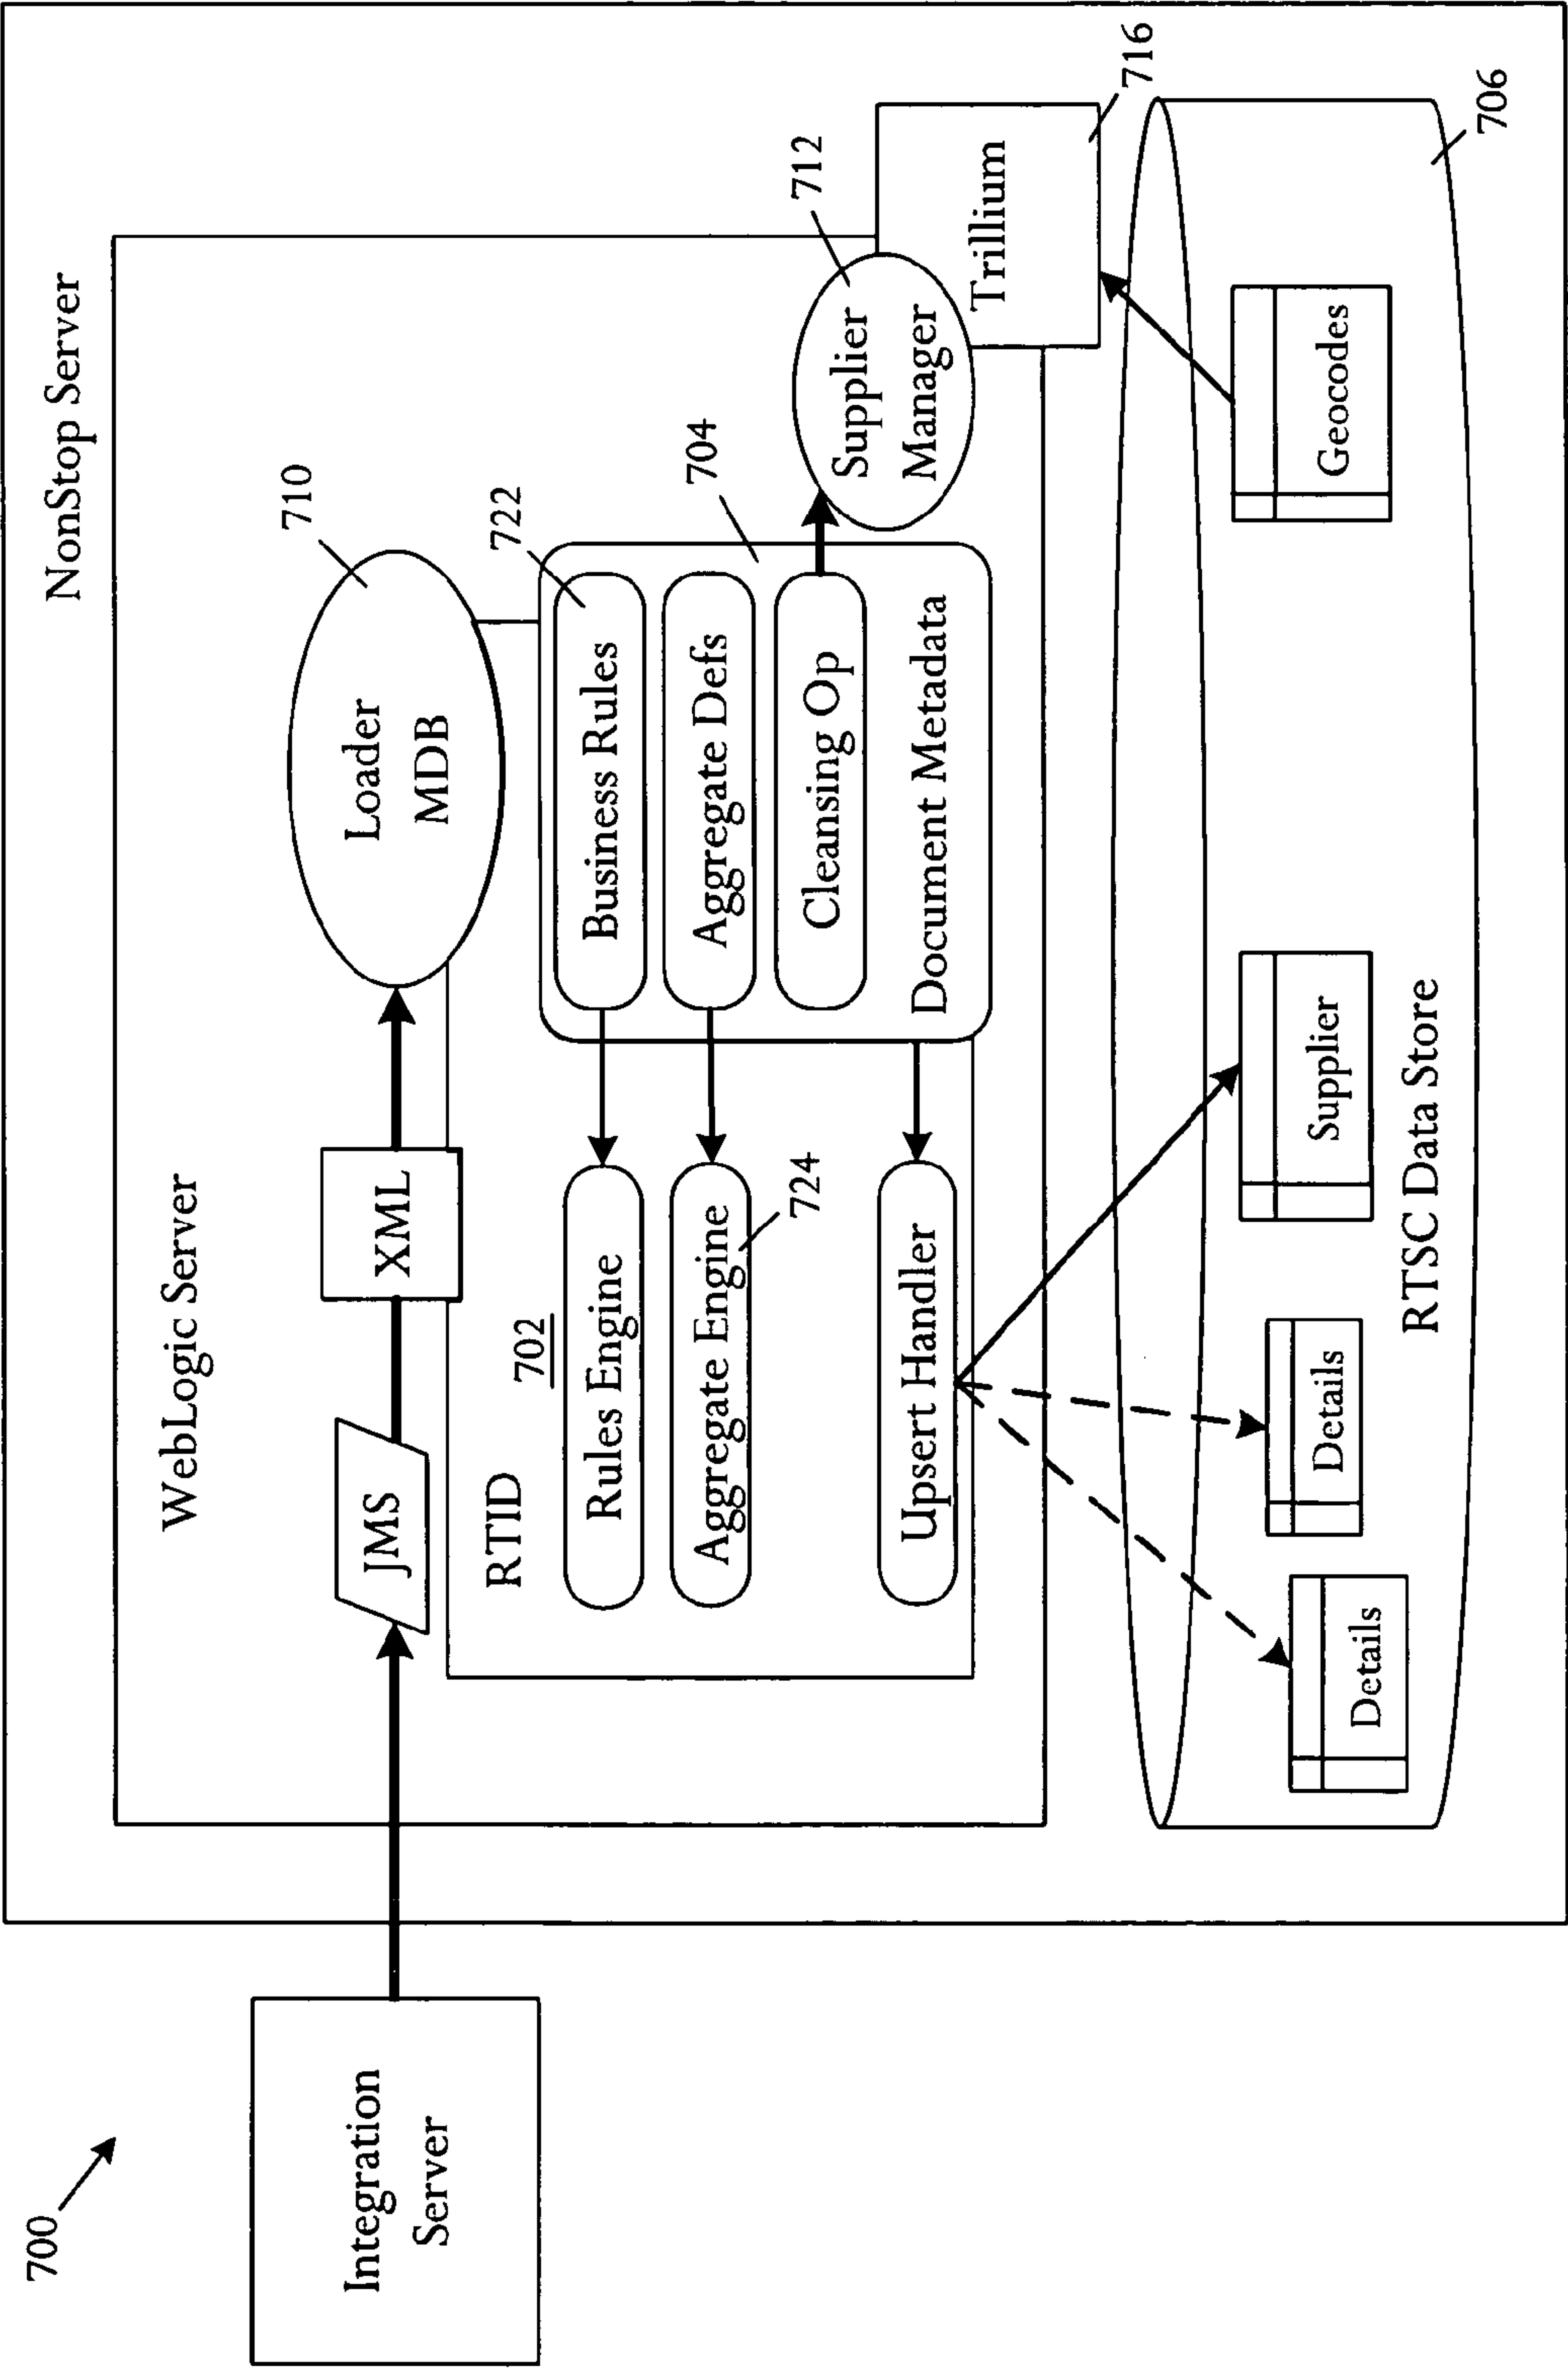 700
NonStop Server
WebLogic Server
Integration
Server
JMS
XML
Loader
MDB
710
RTID
702
722
Rules Engine
Business Rules
Aggregate Engine
724
Aggregate Defs
704
Cleansing Op
Supplier
Manager
712
Upsert Handler
Document Metadata
Trillium
716
Details
Details
Supplier
Geocodes
RTSC Data Store
706